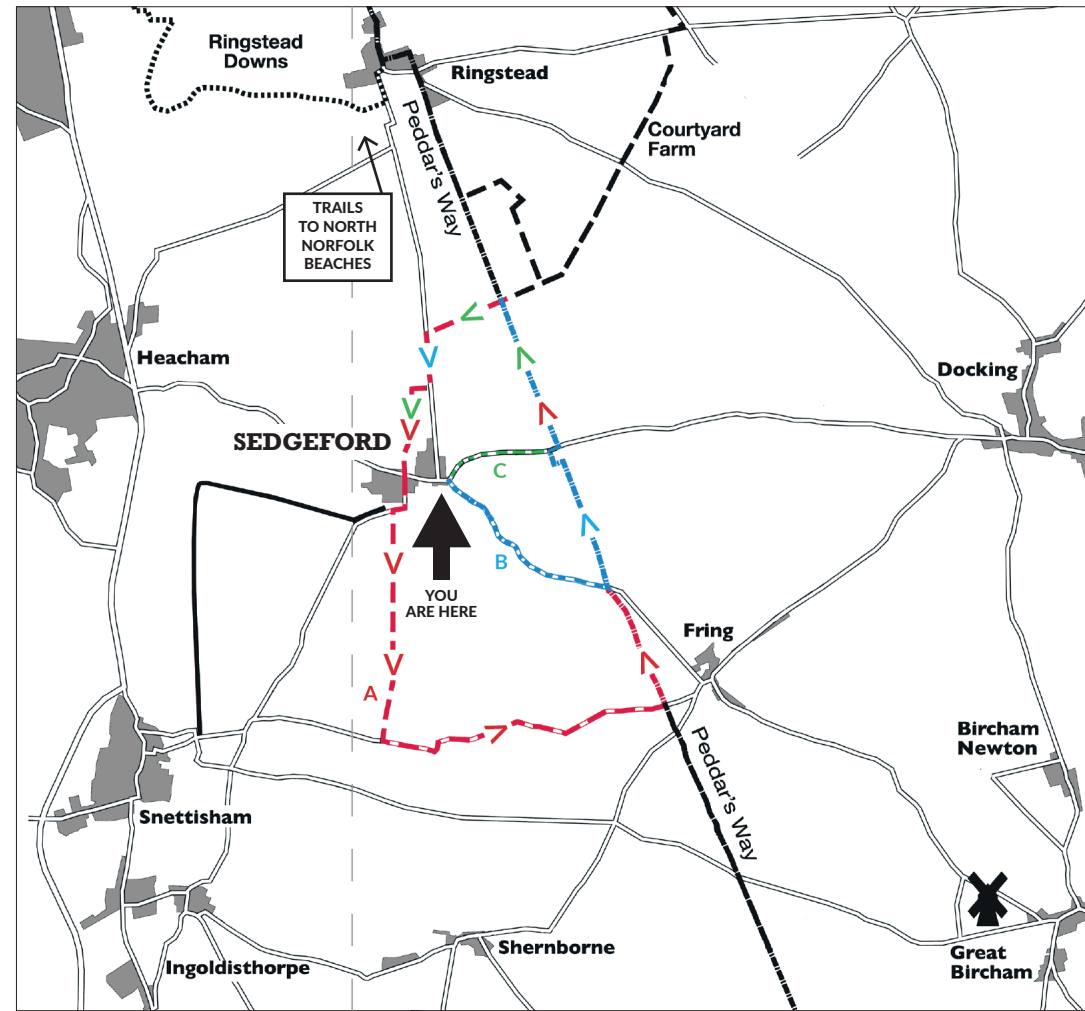 Ringstead
Downs
Ringstead
Peddar's Way
Courtyard
Farm
TRAILS
TO NORTH
NORFOLK
BEACHES
Heacham
Docking
SEDGEFORD
C
B
YOU
ARE HERE
Fring
A
Bircham
Newton
Peddar's Way
Snettisham
Shernborne
Great
Bircham
Ingoldisthorpe